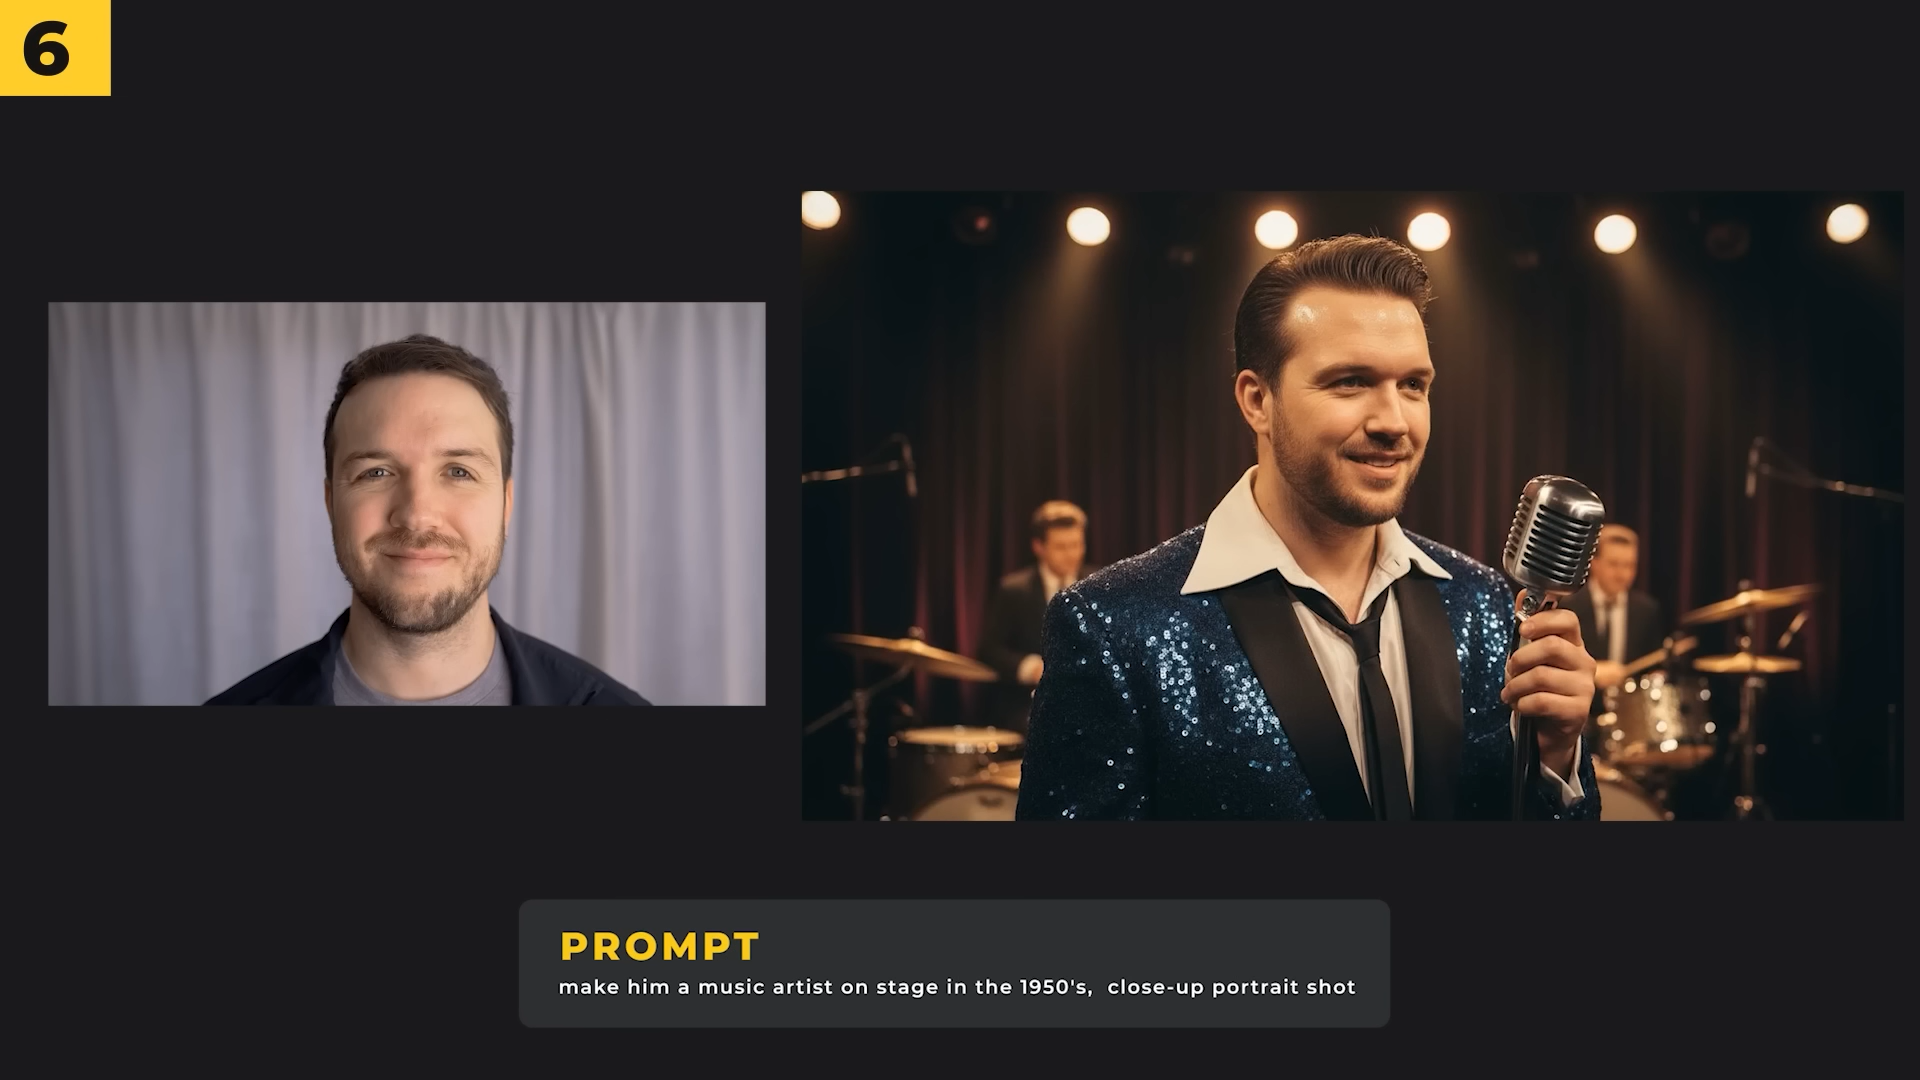 6
PROMPT
make him a music artist on stage in the 1950's, close-up portrait shot